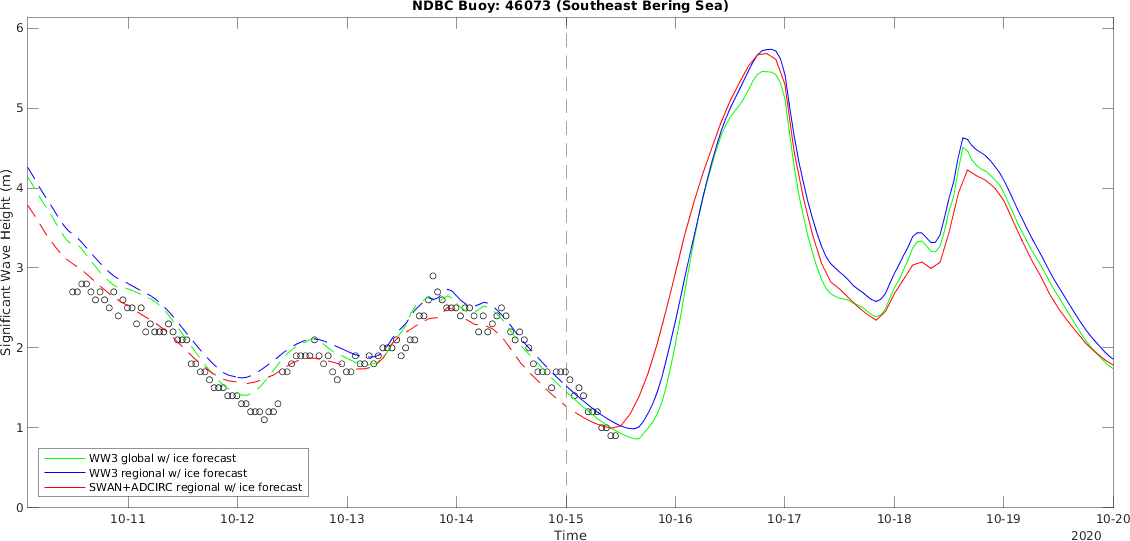 NDBC Buoy: 46073 (Southeast Bering Sea)
Significant Wave Height (m)
6
5
4
3
2
1
0
WW3 global w/ ice forecast
WW3 regional w/ ice forecast
SWAN+ADCIRC regional w/ ice forecast
10-11 10-12 10-13 10-14 10-15 10-16 10-17 10-18 10-19 10-20
Time
2020